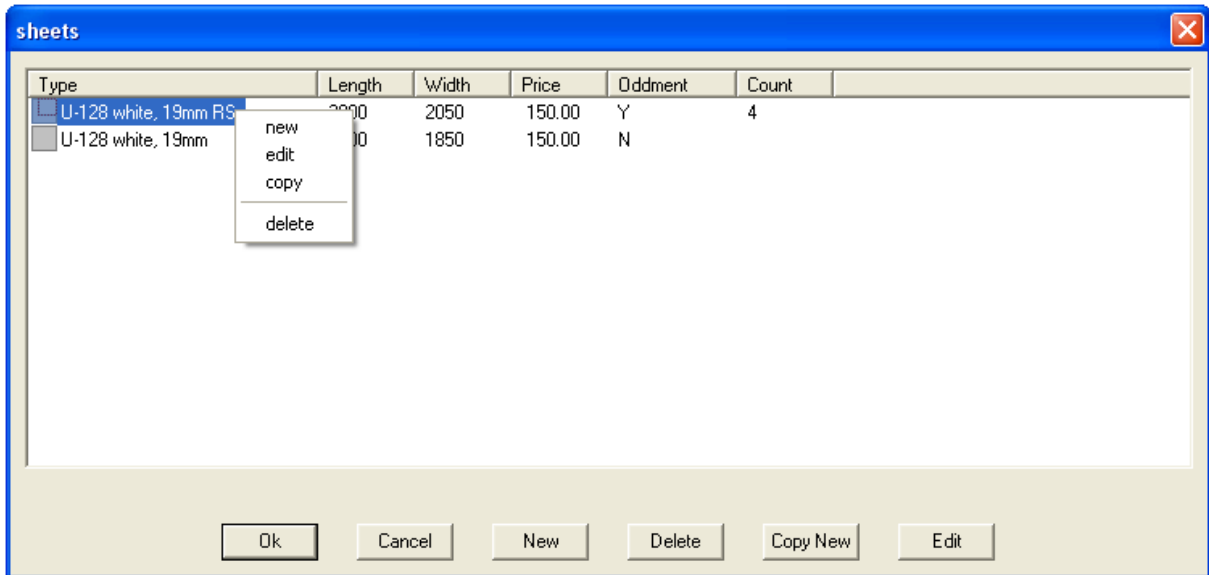 sheets
Type Length Width Price Oddment Count
U-128 white, 19mm RS 2050 150.00 Y 4
U-128 white, 19mm 1850 150.00 N
new
edit
copy
delete
Ok Cancel New Delete Copy New Edit